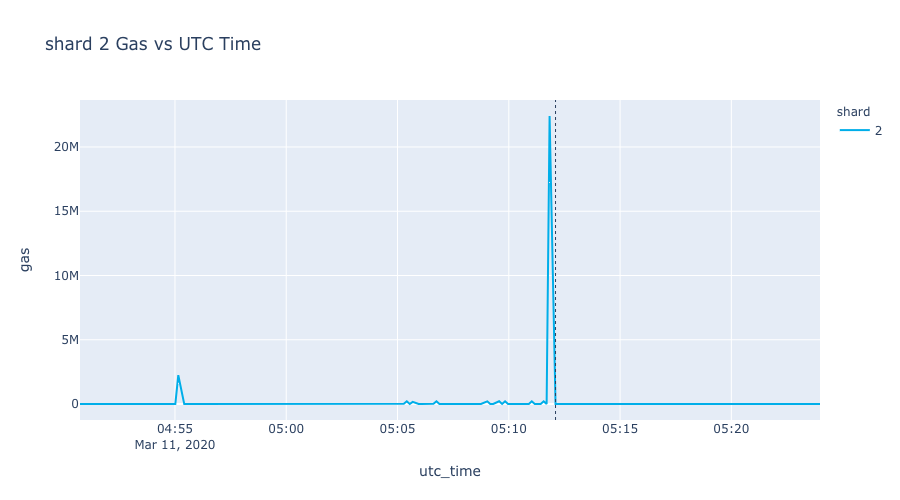 shard 2 Gas vs UTC Time
shard
2
20M
15M
10M
5M
0
gas
04:55
05:00
05:05
05:10
05:15
05:20
Mar 11, 2020
utc_time